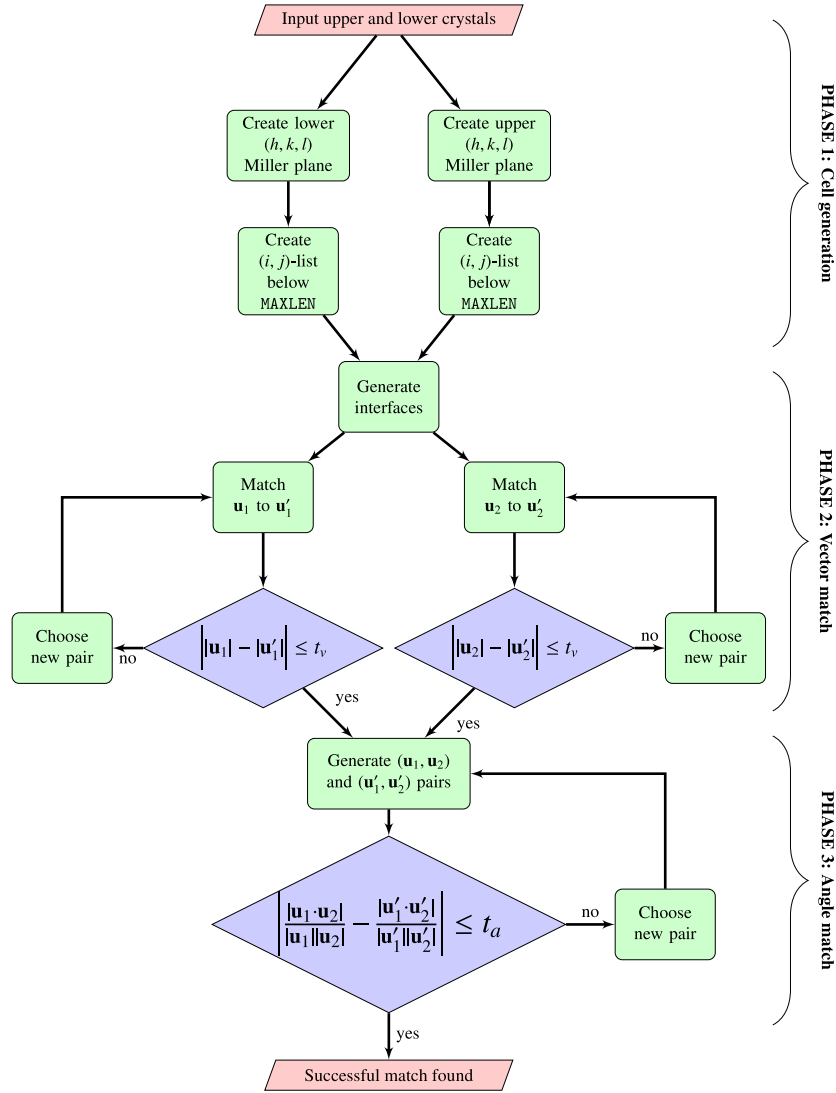 Input upper and lower crystals
Create lower
(h, k, l)
Miller plane
Create upper
(h, k, l)
Miller plane
Create
(i, j)-list
below
MAXLEN
Create
(i, j)-list
below
MAXLEN
PHASE 1: Cell generation
Generate
interfaces
Match
u₁ to u′₁
Match
u₂ to u′₂
Choose
new pair
no
||u₁| − |u′₁|| ≤ tᵥ
||u₂| − |u′₂|| ≤ tᵥ
no
Choose
new pair
yes
yes
PHASE 2: Vector match
Generate (u₁, u₂)
and (u′₁, u′₂) pairs
| |u₁·u₂| / |u₁||u₂| − |u′₁·u′₂| / |u′₁||u′₂| | ≤ tₐ
no
Choose
new pair
yes
PHASE 3: Angle match
Successful match found